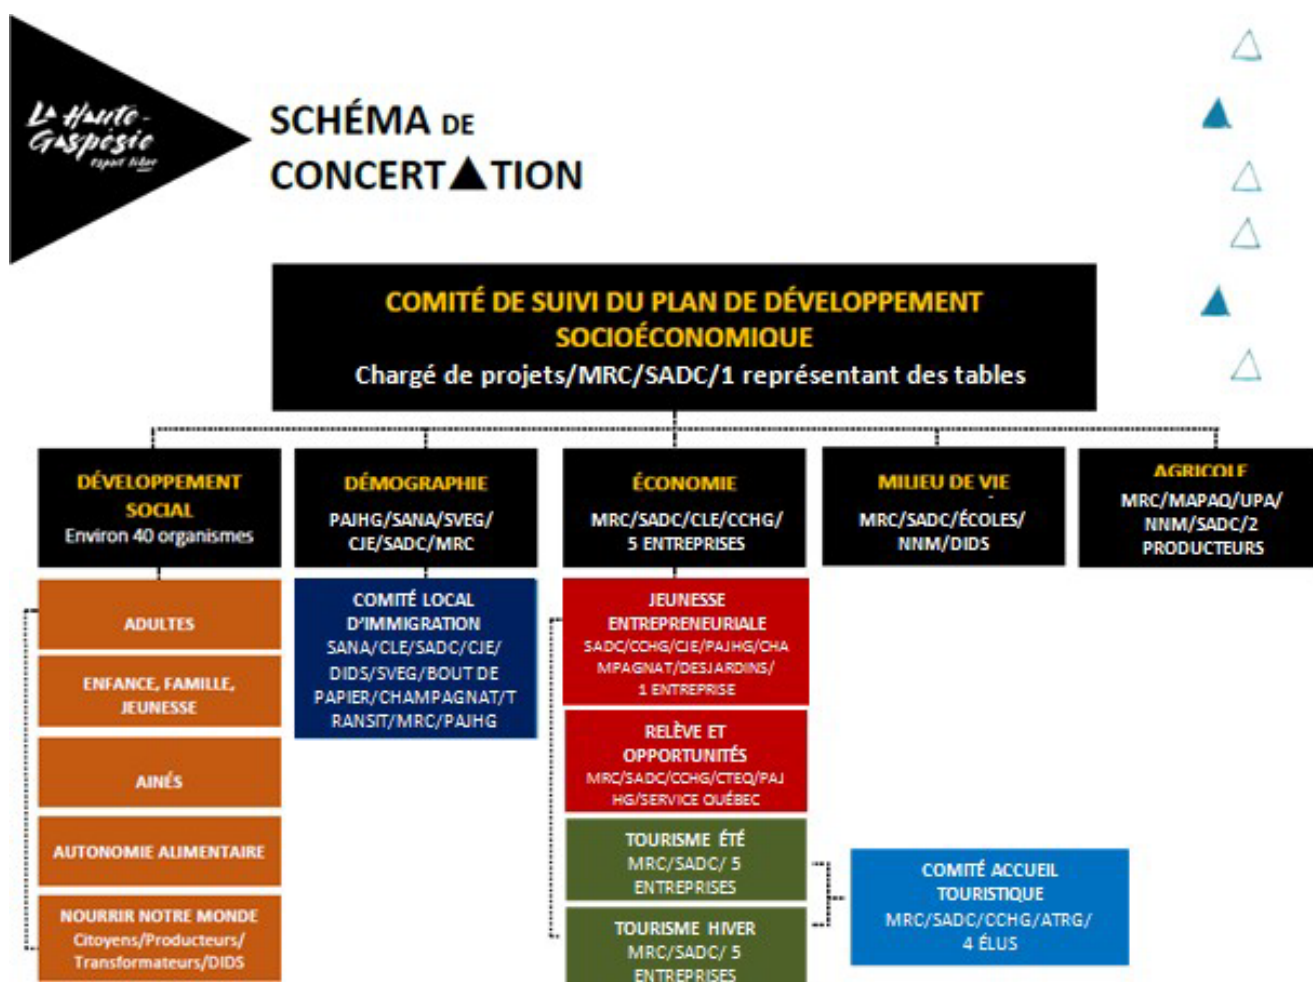 La Haute-
Gaspésie
esprit libre
SCHÉMA DE
CONCERTATION
COMITÉ DE SUIVI DU PLAN DE DÉVELOPPEMENT
SOCIOÉCONOMIQUE
Chargé de projets/MRC/SADC/1 représentant des tables
DÉVELOPPEMENT
SOCIAL
Environ 40 organismes
DÉMOGRAPHIE
PAJHG/SANA/SVEG/
CJE/SADC/MRC
ÉCONOMIE
MRC/SADC/CLE/CCHG/
5 ENTREPRISES
MILIEU DE VIE
MRC/SADC/ÉCOLES/
NNM/DIDS
AGRICOLE
MRC/MAPAQ/UPA/
NNM/SADC/2
PRODUCTEURS
ADULTES
ENFANCE, FAMILLE,
JEUNESSE
AINÉS
AUTONOMIE ALIMENTAIRE
NOURRIR NOTRE MONDE
Citoyens/Producteurs/
Transformateurs/DIDS
COMITÉ LOCAL
D'IMMIGRATION
SANA/CLE/SADC/CJE/
DIDS/SVEG/BOUT DE
PAPIER/CHAMPAGNAT/T
RANSIT/MRC/PAJHG
JEUNESSE
ENTREPRENEURIALE
SADC/CCHG/CJE/PAJHG/CHA
MPAGNAT/DESJARDINS/
1 ENTREPRISE
RELÈVE ET
OPPORTUNITÉS
MRC/SADC/CCHG/CTEQ/PAJ
HG/SERVICE QUÉBEC
TOURISME ÉTÉ
MRC/SADC/ 5
ENTREPRISES
TOURISME HIVER
MRC/SADC/ 5
ENTREPRISES
COMITÉ ACCUEIL
TOURISTIQUE
MRC/SADC/CCHG/ATRG/
4 ÉLUS